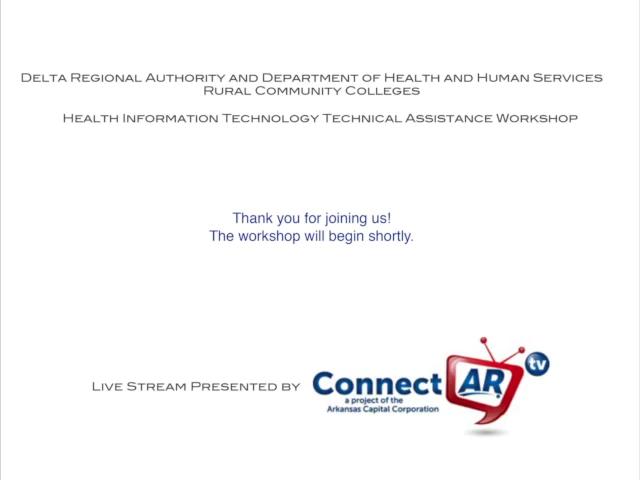 Delta Regional Authority and Department of Health and Human Services
Rural Community Colleges
Health Information Technology Technical Assistance Workshop
Thank you for joining us!
The workshop will begin shortly.
Live Stream Presented by
Connect AR tv
a project of the
Arkansas Capital Corporation